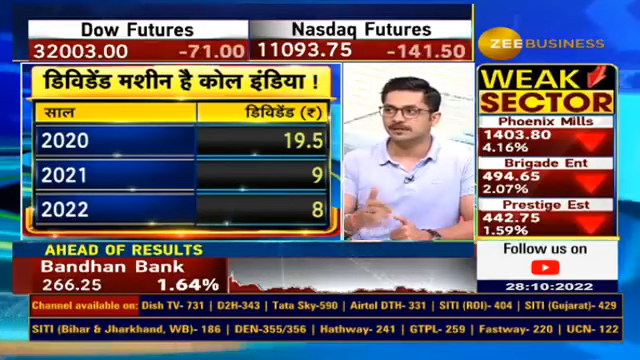 Dow Futures
32003.00 -71.00
Nasdaq Futures
11093.75 -141.50
ZEE BUSINESS
डिविडेंड मशीन है कोल इंडिया !
साल डिविडेंड (₹)
2020 19.5
2021 9
2022 8
WEAK
SECTOR
Phoenix Mills
1403.80
4.16%
Brigade Ent
494.65
2.07%
Prestige Est
442.75
1.59%
AHEAD OF RESULTS
Bandhan Bank
266.25 1.64%
Follow us on
28:10:2022
Channel available on: Dish TV- 731 | D2H-343 | Tata Sky-590 | Airtel DTH- 331 | SITI (ROI)- 404 | SITI (Gujarat)- 429
SITI (Bihar & Jharkhand, WB)- 186 | DEN-355/356 | Hathway- 241 | GTPL- 259 | Fastway- 220 | UCN- 122